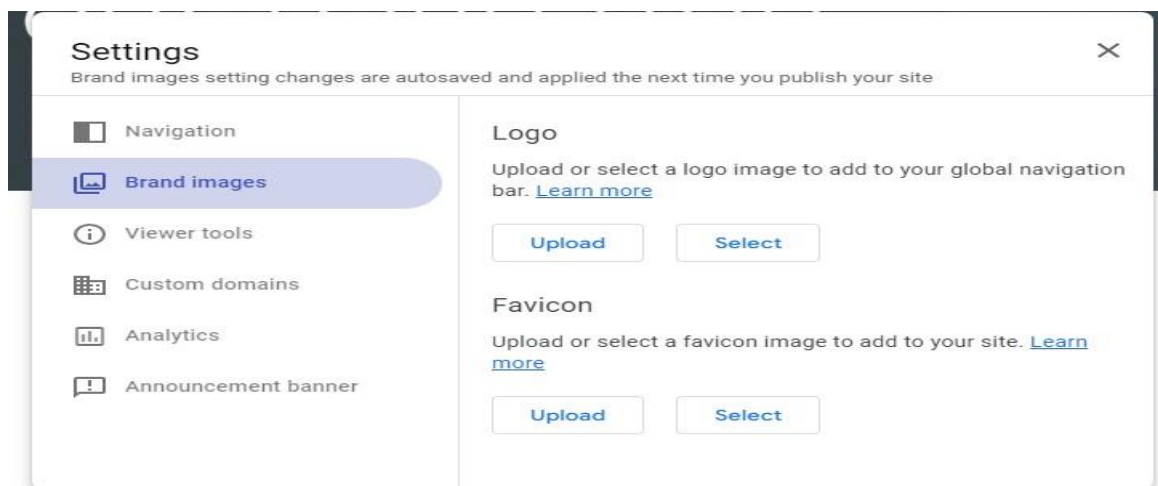 Settings
Brand images setting changes are autosaved and applied the next time you publish your site
Navigation
Brand images
Viewer tools
Custom domains
Analytics
Announcement banner
Logo
Upload or select a logo image to add to your global navigation
bar. Learn more
Upload Select
Favicon
Upload or select a favicon image to add to your site. Learn
more
Upload Select